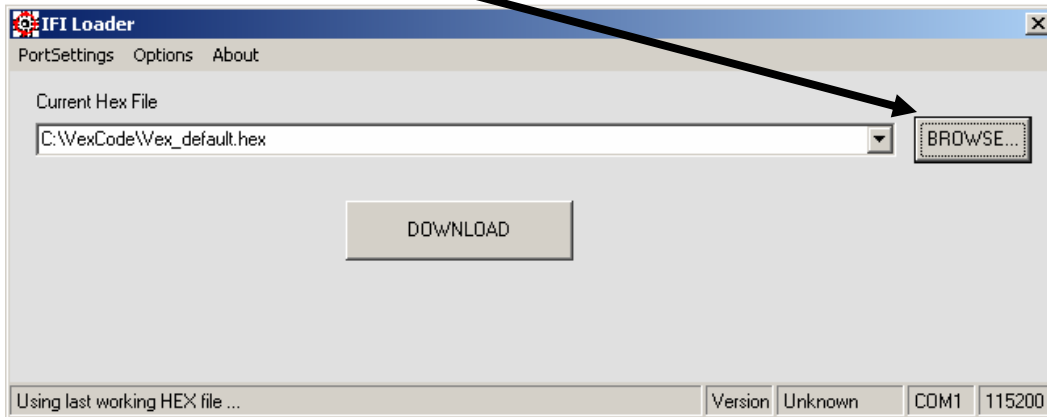 IFI Loader
PortSettings Options About
Current Hex File
C:\VexCode\Vex_default.hex
BROWSE...
DOWNLOAD
Using last working HEX file ... Version Unknown COM1 115200